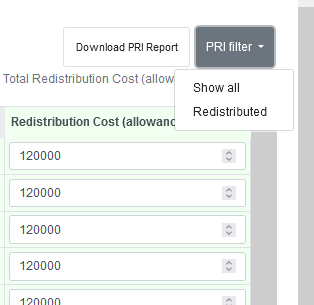 Download PRI Report
PRI filter
Total Redistribution Cost (allow
Show all
Redistributed
Redistribution Cost (allowanc
120000
120000
120000
120000
120000